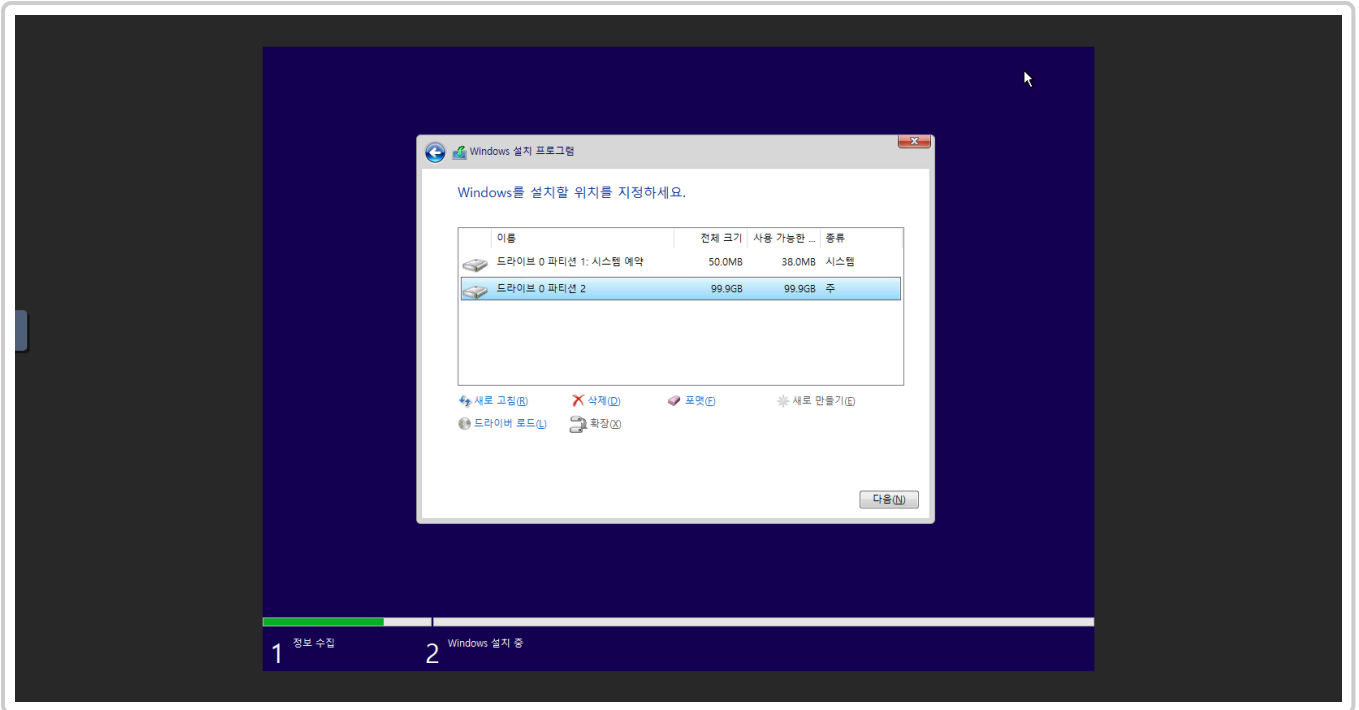 Windows 설치 프로그램
Windows를 설치할 위치를 지정하세요.
이름 전체 크기 사용 가능한 ... 종류
드라이브 0 파티션 1: 시스템 예약 50.0MB 38.0MB 시스템
드라이브 0 파티션 2 99.9GB 99.9GB 주
새로 고침(R) 삭제(D) 포맷(F) 새로 만들기(E)
드라이버 로드(L) 확장(X)
다음(N)
1 정보 수집 2 Windows 설치 중